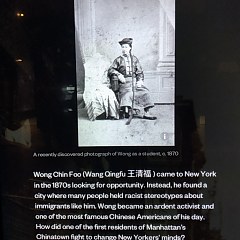 A recently discovered photograph of Wong as a student, c. 1870
Wong Chin Foo (Wang Qingfu 王清福) came to New York
in the 1870s looking for opportunity. Instead, he found a
city where many people held racist stereotypes about
immigrants like him. Wong became an ardent activist and
one of the most famous Chinese Americans of his day.
How did one of the first residents of Manhattan's
Chinatown fight to change New Yorkers' minds?